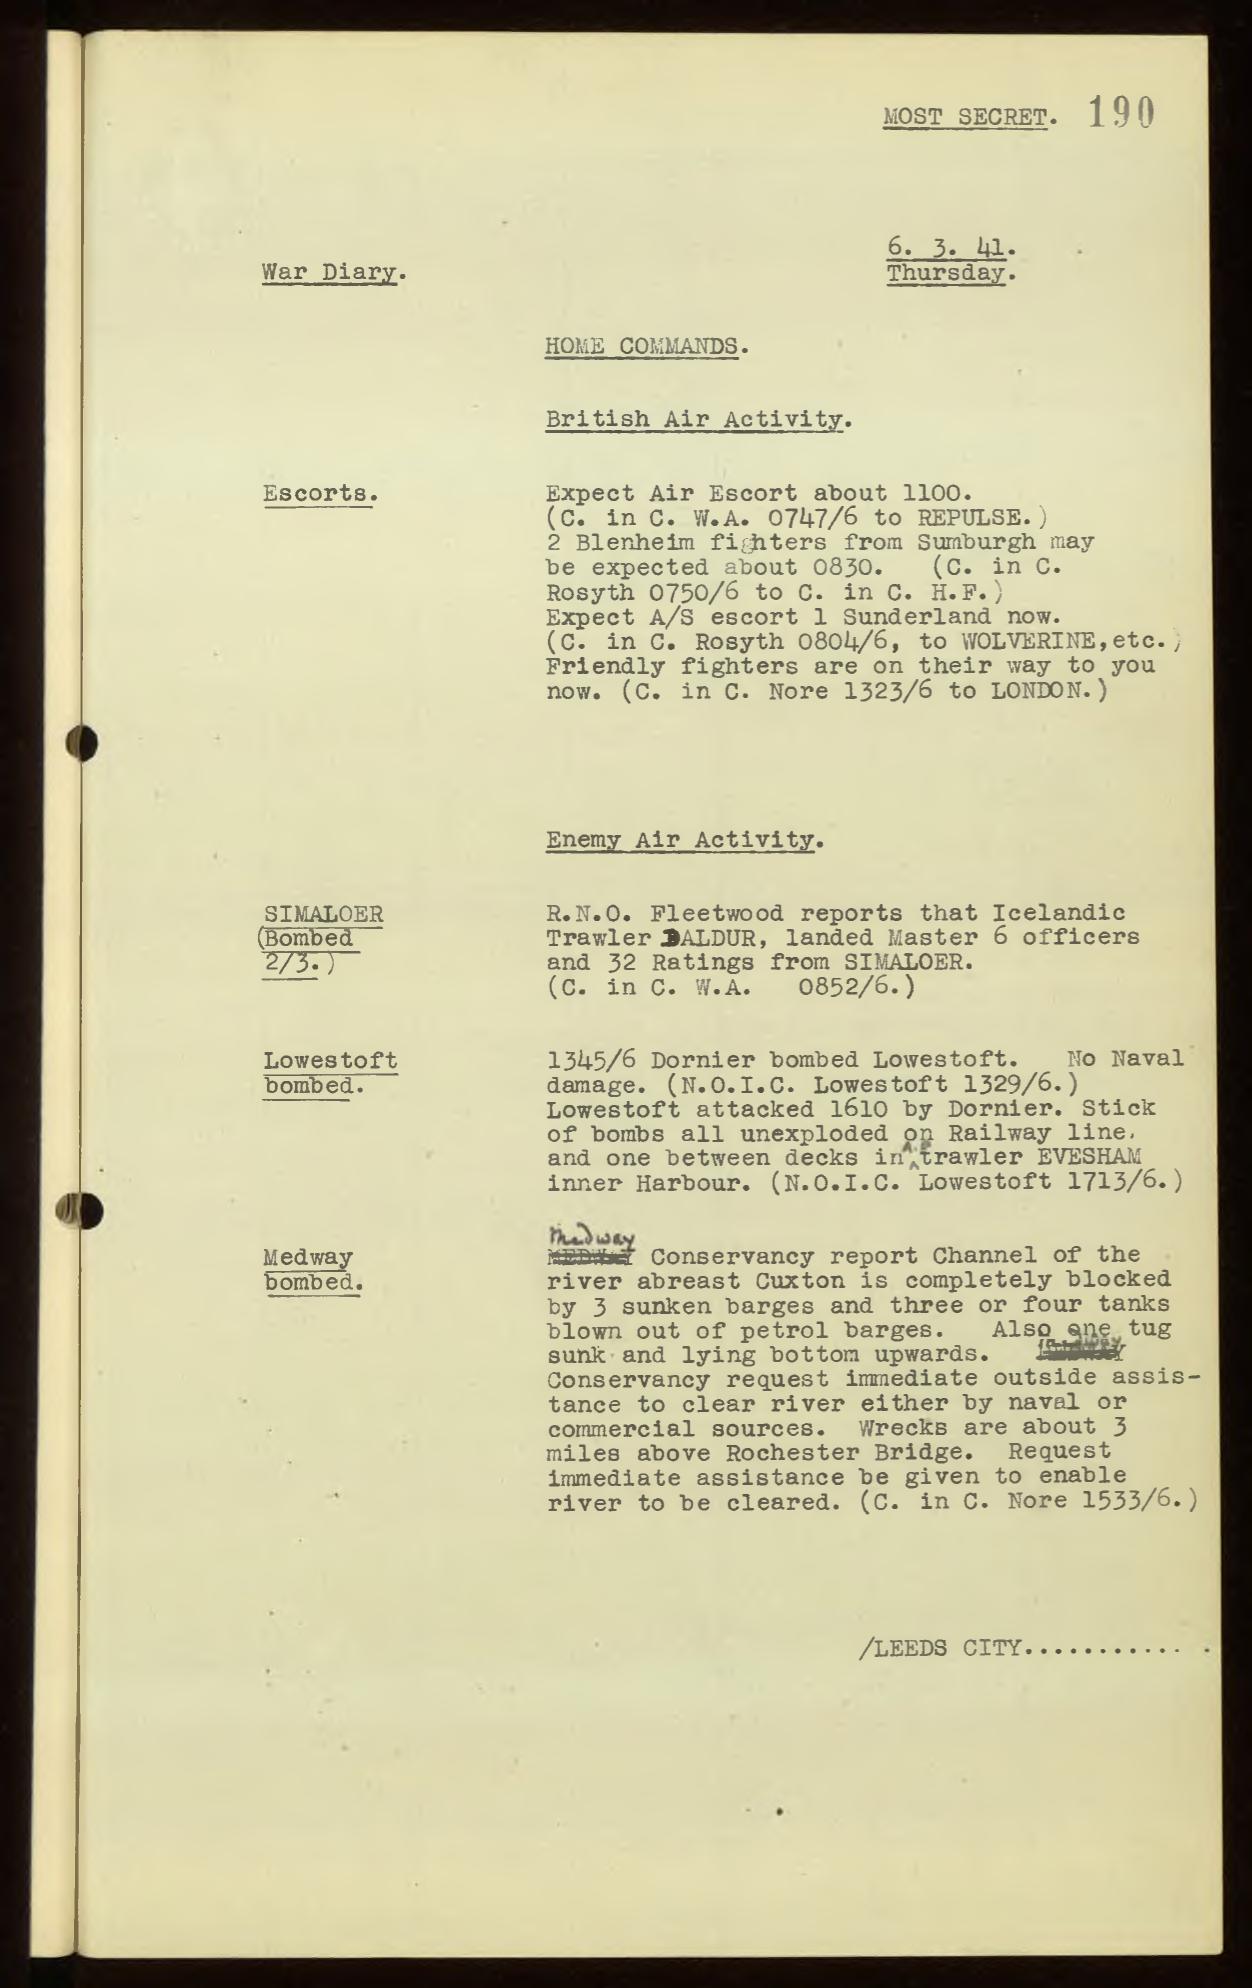 MOST SECRET. 190
6. 3. 41.
War Diary.
Thursday.
HOME COMMANDS.
British Air Activity.
Escorts.
Expect Air Escort about 1100.
(C. in C. W.A. 0747/6 to REPULSE.)
2 Blenheim fighters from Sumburgh may
be expected about 0830. (C. in C.
Rosyth 0750/6 to C. in C. H.F.)
Expect A/S escort 1 Sunderland now.
(C. in C. Rosyth 0804/6, to WOLVERINE,etc.)
Friendly fighters are on their way to you
now. (C. in C. Nore 1323/6 to LONDON.)
Enemy Air Activity.
SIMALOER
(Bombed
2/3.)
R.N.O. Fleetwood reports that Icelandic
Trawler BALDUR, landed Master 6 officers
and 32 Ratings from SIMALOER.
(C. in C. W.A. 0852/6.)
Lowestoft
bombed.
1345/6 Dornier bombed Lowestoft. No Naval
damage. (N.O.I.C. Lowestoft 1329/6.)
Lowestoft attacked 1610 by Dornier. Stick
of bombs all unexploded on Railway line.
and one between decks in trawler EVESHAM
inner Harbour. (N.O.I.C. Lowestoft 1713/6.)
Medway
bombed.
Medway
MEDWAY Conservancy report Channel of the
river abreast Cuxton is completely blocked
by 3 sunken barges and three or four tanks
blown out of petrol barges. Also one tug
sunk and lying bottom upwards.
Conservancy request immediate outside assis-
tance to clear river either by naval or
commercial sources. Wrecks are about 3
miles above Rochester Bridge. Request
immediate assistance be given to enable
river to be cleared. (C. in C. Nore 1533/6.)
/LEEDS CITY............